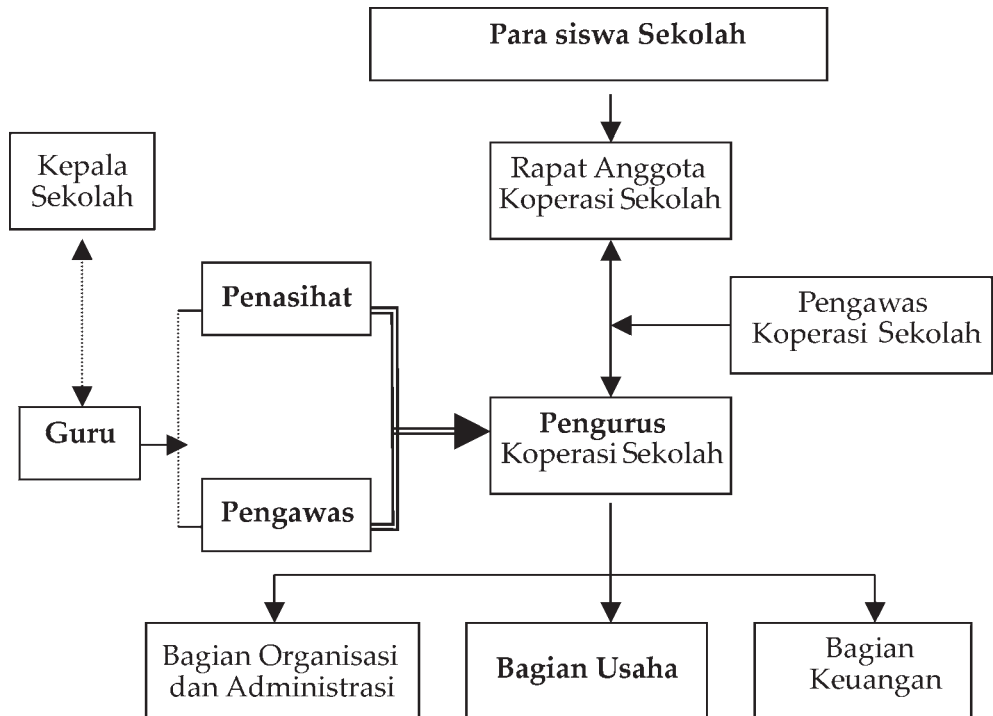 Para siswa Sekolah
Kepala
Sekolah
Rapat Anggota
Koperasi Sekolah
Penasihat
Pengawas
Koperasi Sekolah
Guru
Pengurus
Koperasi Sekolah
Pengawas
Bagian Organisasi
dan Administrasi
Bagian Usaha
Bagian
Keuangan